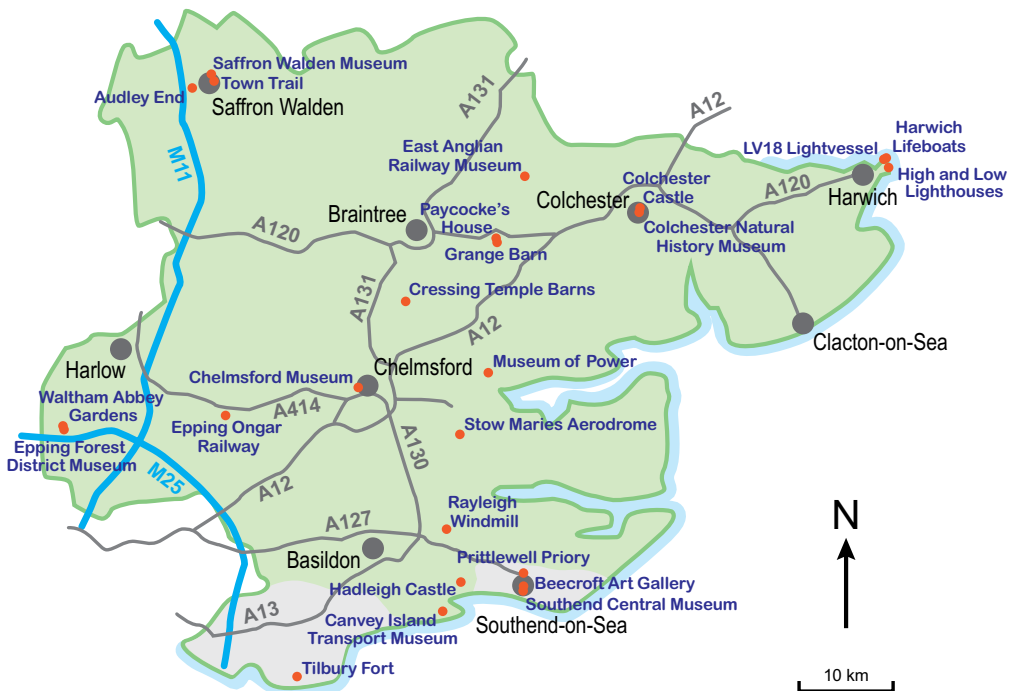 Saffron Walden Museum
Town Trail
Audley End
Saffron Walden
M11
A131
A12
East Anglian
Railway Museum
LV18 Lightvessel
Harwich
Lifeboats
High and Low
Lighthouses
A120
Harwich
Colchester
Colchester
Castle
Colchester Natural
History Museum
Braintree
Paycocke's
House
Grange Barn
A120
A131
Cressing Temple Barns
A12
Clacton-on-Sea
Harlow
Chelmsford
Chelmsford Museum
Museum of Power
Waltham Abbey
Gardens
A414
Epping Ongar
Railway
Stow Maries Aerodrome
Epping Forest
District Museum
M25
A130
A12
Rayleigh
Windmill
A127
Basildon
Prittlewell Priory
Hadleigh Castle
Beecroft Art Gallery
Southend Central Museum
Southend-on-Sea
A13
Canvey Island
Transport Museum
Tilbury Fort
N
10 km